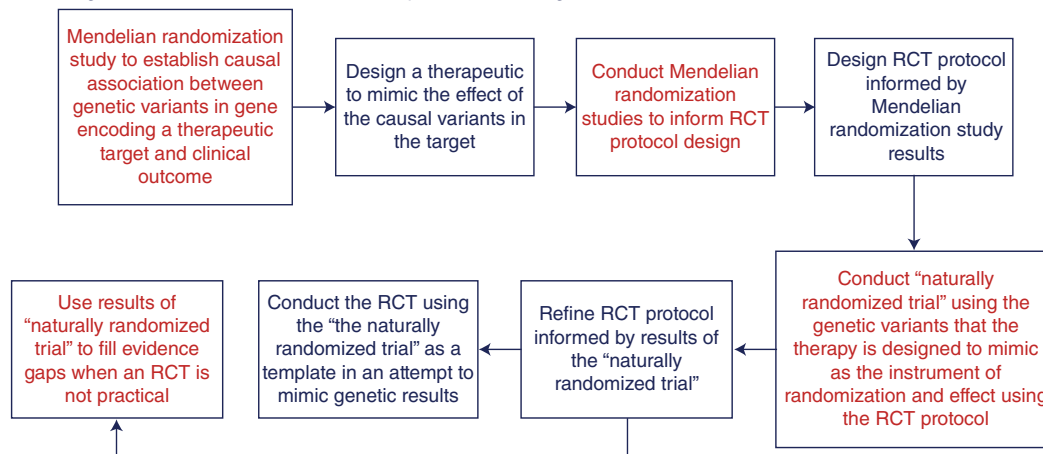 Mendelian randomization
study to establish causal
association between
genetic variants in gene
encoding a therapeutic
target and clinical
outcome
Design a therapeutic
to mimic the effect of
the causal variants in
the target
Conduct Mendelian
randomization
studies to inform RCT
protocol design
Design RCT protocol
informed by
Mendelian
randomization study
results
Conduct “naturally
randomized trial” using the
genetic variants that the
therapy is designed to mimic
as the instrument of
randomization and effect using
the RCT protocol
Refine RCT protocol
informed by results of
the “naturally
randomized trial”
Conduct the RCT using
the “the naturally
randomized trial” as a
template in an attempt to
mimic genetic results
Use results of
“naturally randomized
trial” to fill evidence
gaps when an RCT is
not practical